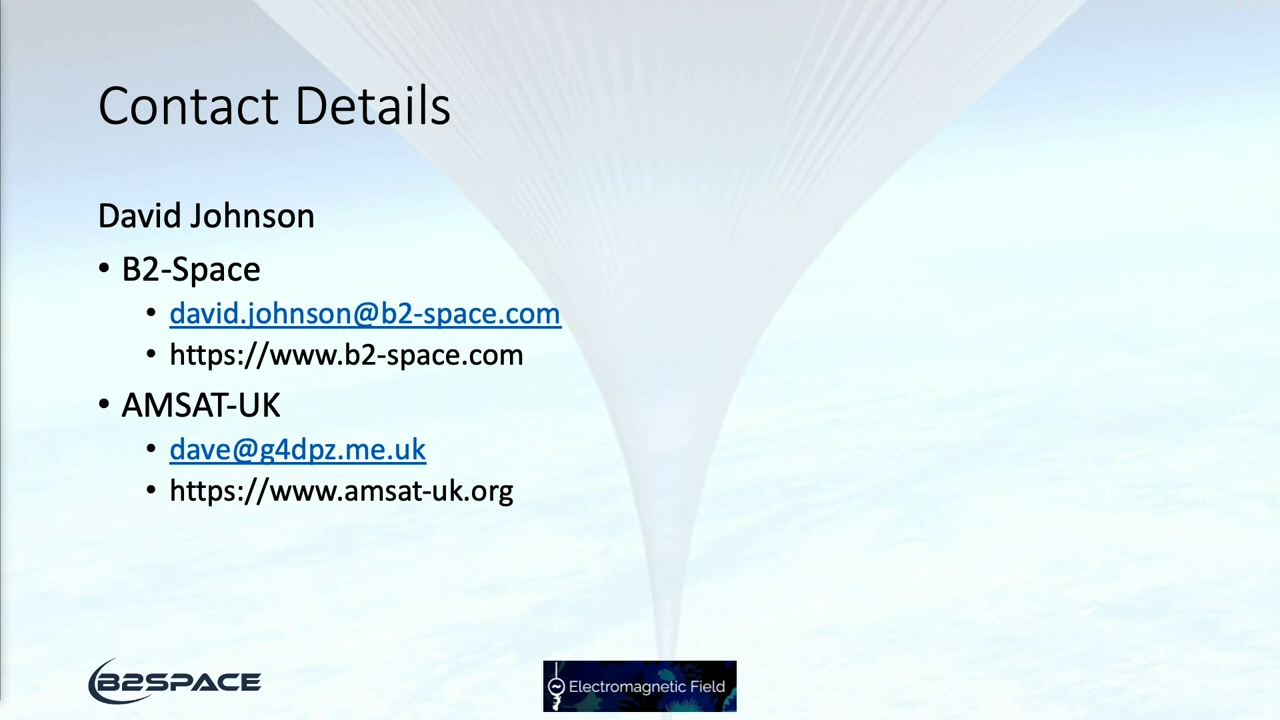 Contact Details
David Johnson
• B2-Space
• david.johnson@b2-space.com
• https://www.b2-space.com
• AMSAT-UK
• dave@g4dpz.me.uk
• https://www.amsat-uk.org
B2SPACE
Electromagnetic Field